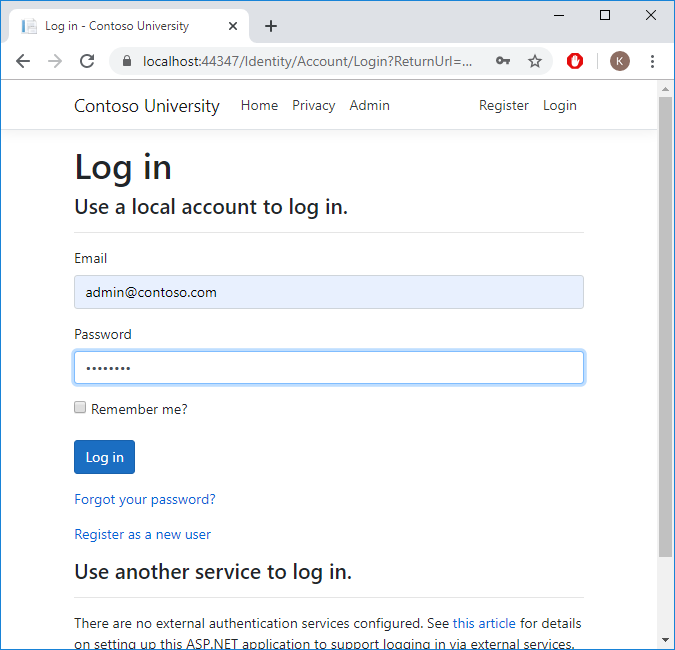 Log in - Contoso University
localhost:44347/Identity/Account/Login?ReturnUrl=...
K
Contoso University Home Privacy Admin Register Login
Log in
Use a local account to log in.
Email
admin@contoso.com
Password
••••••••
Remember me?
Log in
Forgot your password?
Register as a new user
Use another service to log in.
There are no external authentication services configured. See this article for details
on setting up this ASP.NET application to support logging in via external services.